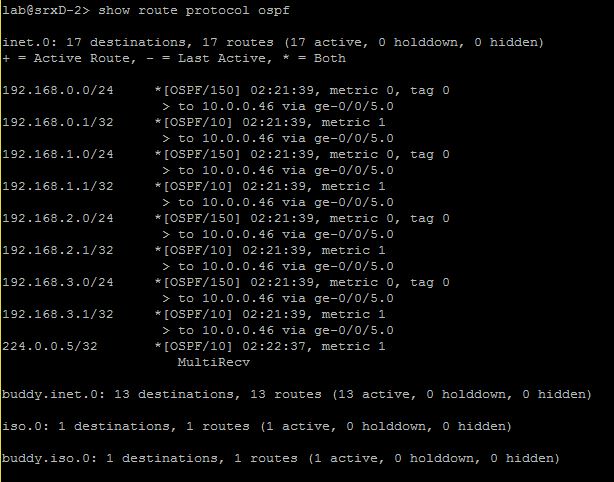 lab@srxD-2> show route protocol ospf
inet.0: 17 destinations, 17 routes (17 active, 0 holddown, 0 hidden)
+ = Active Route, - = Last Active, * = Both
192.168.0.0/24     *[OSPF/150] 02:21:39, metric 0, tag 0
                    > to 10.0.0.46 via ge-0/0/5.0
192.168.0.1/32     *[OSPF/10] 02:21:39, metric 1
                    > to 10.0.0.46 via ge-0/0/5.0
192.168.1.0/24     *[OSPF/150] 02:21:39, metric 0, tag 0
                    > to 10.0.0.46 via ge-0/0/5.0
192.168.1.1/32     *[OSPF/10] 02:21:39, metric 1
                    > to 10.0.0.46 via ge-0/0/5.0
192.168.2.0/24     *[OSPF/150] 02:21:39, metric 0, tag 0
                    > to 10.0.0.46 via ge-0/0/5.0
192.168.2.1/32     *[OSPF/10] 02:21:39, metric 1
                    > to 10.0.0.46 via ge-0/0/5.0
192.168.3.0/24     *[OSPF/150] 02:21:39, metric 0, tag 0
                    > to 10.0.0.46 via ge-0/0/5.0
192.168.3.1/32     *[OSPF/10] 02:21:39, metric 1
                    > to 10.0.0.46 via ge-0/0/5.0
224.0.0.5/32       *[OSPF/10] 02:22:37, metric 1
                      MultiRecv
buddy.inet.0: 13 destinations, 13 routes (13 active, 0 holddown, 0 hidden)
iso.0: 1 destinations, 1 routes (1 active, 0 holddown, 0 hidden)
buddy.iso.0: 1 destinations, 1 routes (1 active, 0 holddown, 0 hidden)